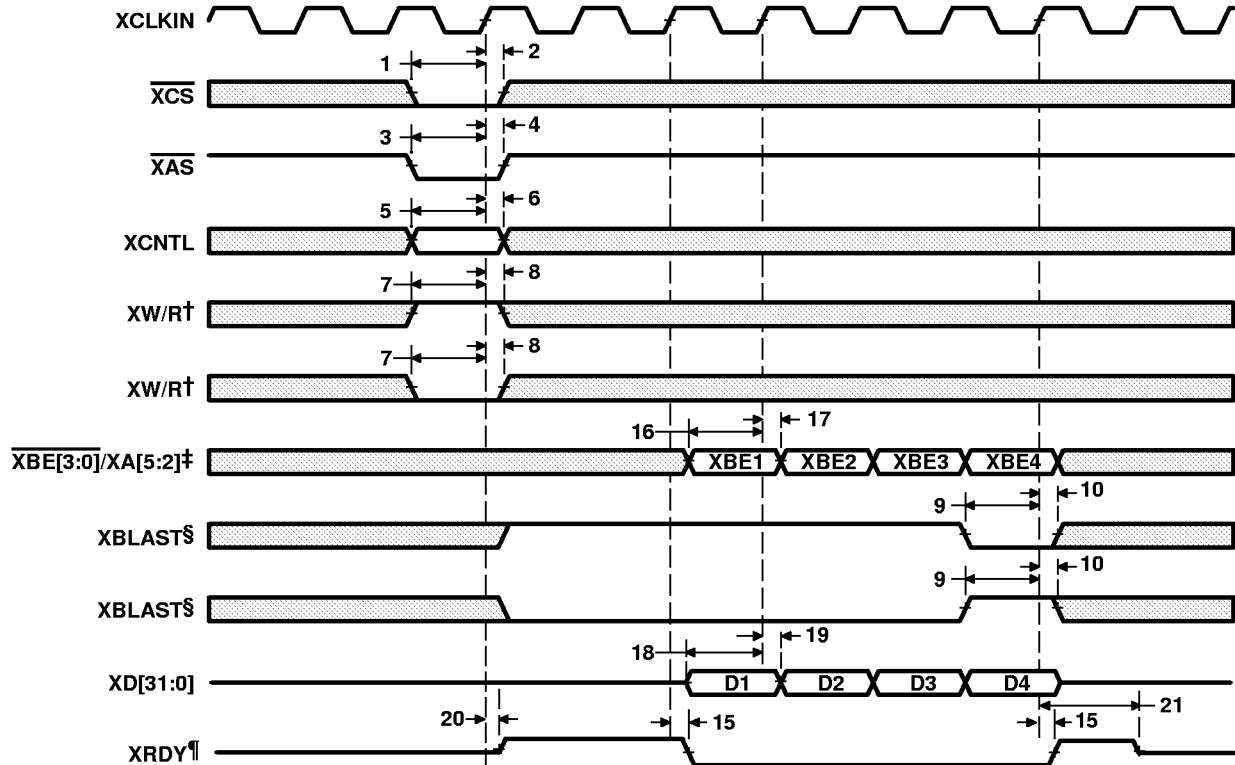 XCLKIN
1 2
XCS
3 4
XAS
5 6
XCNTL
7 8
XW/R†
7 8
XW/R†
16 17
XBE[3:0]/XA[5:2]‡ XBE1 XBE2 XBE3 XBE4
9 10
XBLAST§
9 10
XBLAST§
18 19
XD[31:0] D1 D2 D3 D4
20 15 15 21
XRDY¶